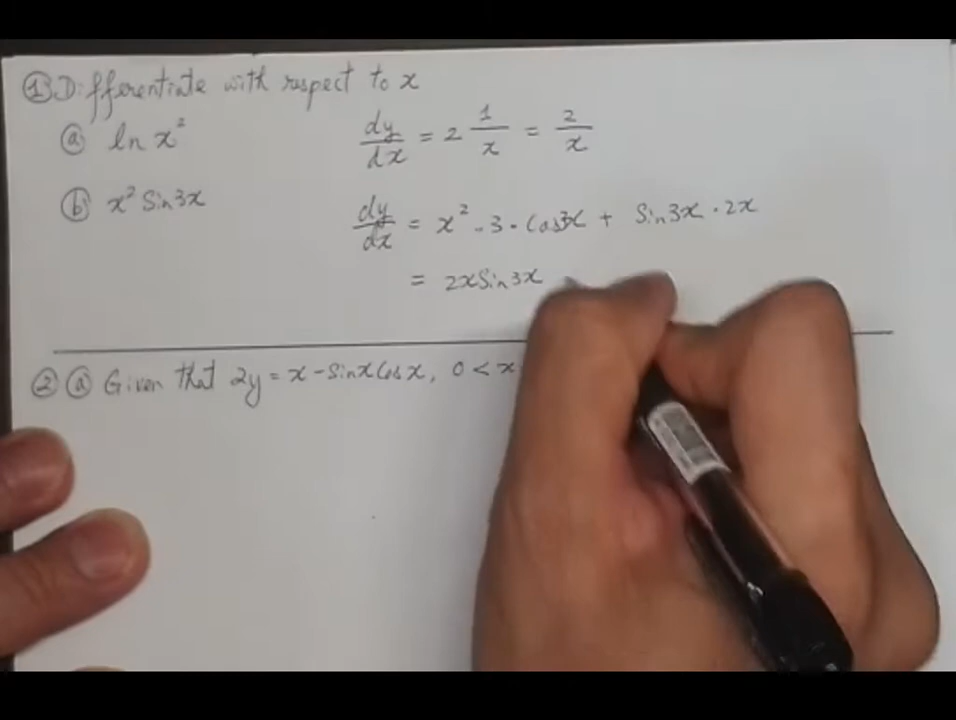 ① Differentiate with respect to x
ⓐ ln x² dy/dx = 2 1/x = 2/x
ⓑ x² Sin3x dy/dx = x² · 3 · Cos3x + Sin3x · 2x
= 2xSin3x
② ⓐ Given that 2y = x - Sinx Cosx, 0 < x